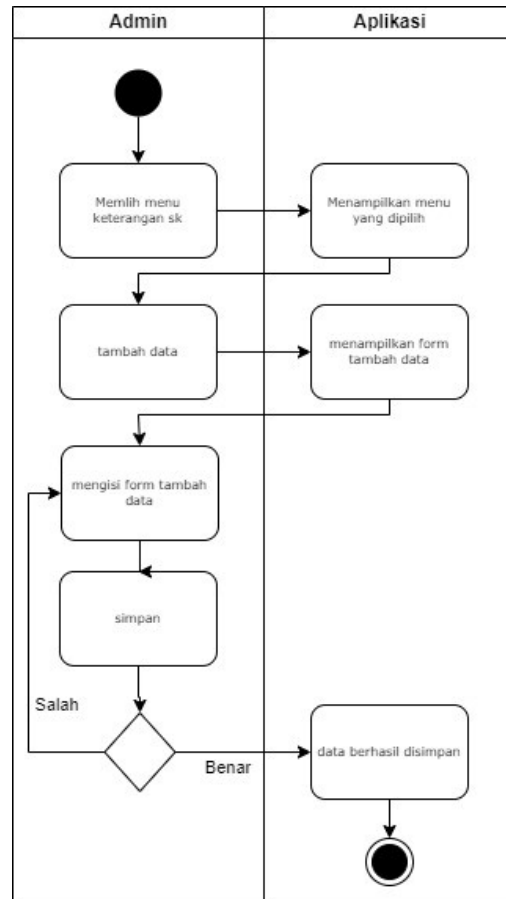 Admin
Aplikasi
Memlih menu
keterangan sk
Menampilkan menu
yang dipilih
tambah data
menampilkan form
tambah data
mengisi form tambah
data
simpan
Salah
Benar
data berhasil disimpan